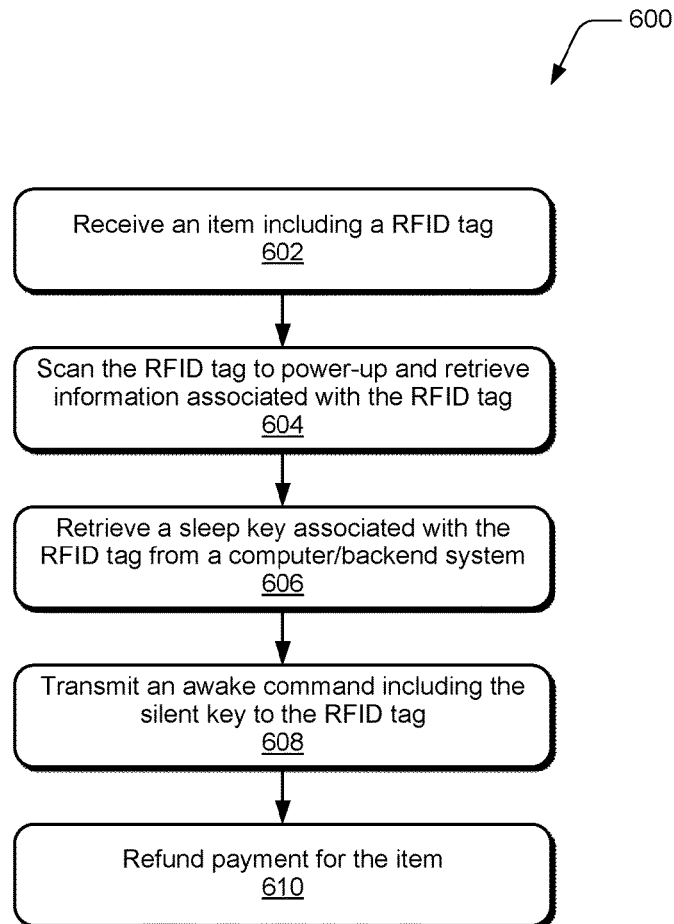 600
Receive an item including a RFID tag
602
Scan the RFID tag to power-up and retrieve
information associated with the RFID tag
604
Retrieve a sleep key associated with the
RFID tag from a computer/backend system
606
Transmit an awake command including the
silent key to the RFID tag
608
Refund payment for the item
610